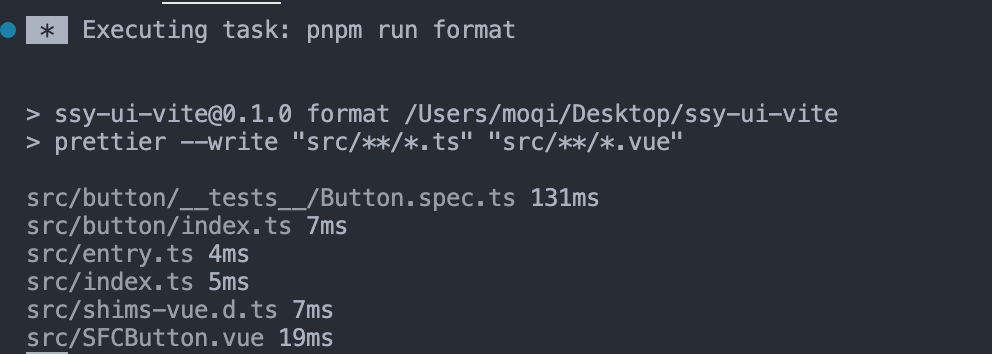 * Executing task: pnpm run format
> ssy-ui-vite@0.1.0 format /Users/moqi/Desktop/ssy-ui-vite
> prettier --write "src/**/*.ts" "src/**/*.vue"
src/button/__tests__/Button.spec.ts 131ms
src/button/index.ts 7ms
src/entry.ts 4ms
src/index.ts 5ms
src/shims-vue.d.ts 7ms
src/SFCButton.vue 19ms